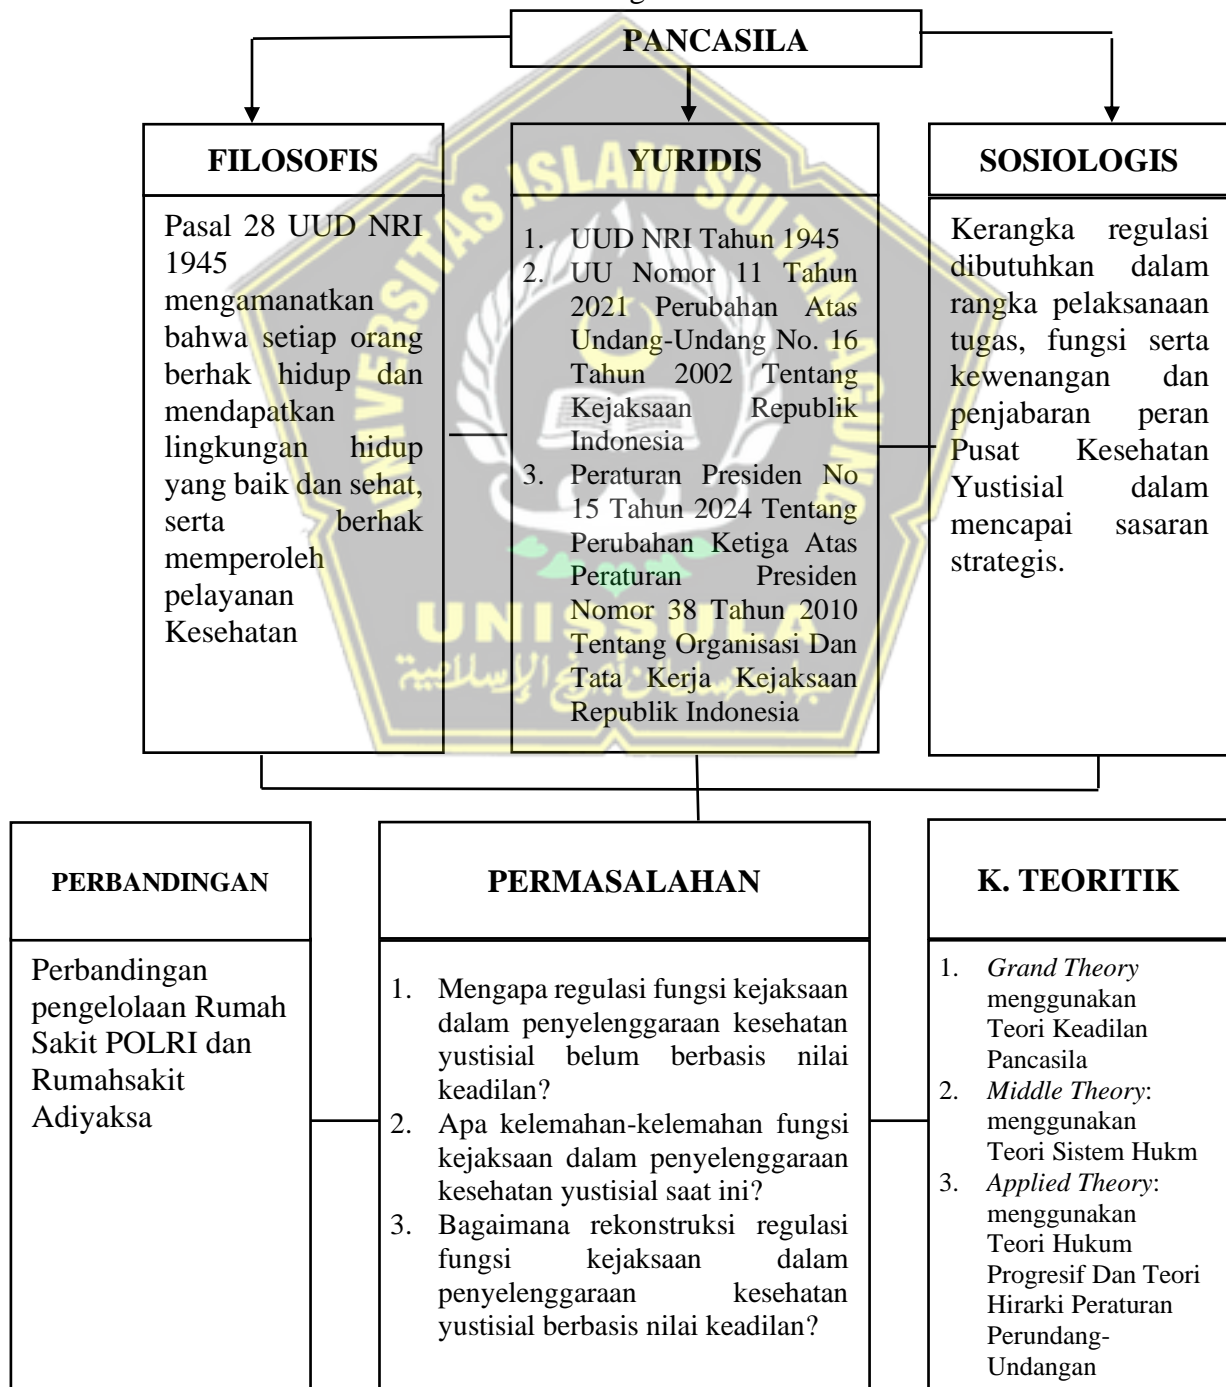 PANCASILA
FILOSOFIS
Pasal 28 UUD NRI
1945
mengamanatkan
bahwa setiap orang
berhak hidup dan
mendapatkan
lingkungan hidup
yang baik dan sehat,
serta berhak
memperoleh
pelayanan
Kesehatan
YURIDIS
1. UUD NRI Tahun 1945
2. UU Nomor 11 Tahun
2021 Perubahan Atas
Undang-Undang No. 16
Tahun 2002 Tentang
Kejaksaan Republik
Indonesia
3. Peraturan Presiden No
15 Tahun 2024 Tentang
Perubahan Ketiga Atas
Peraturan Presiden
Nomor 38 Tahun 2010
Tentang Organisasi Dan
Tata Kerja Kejaksaan
Republik Indonesia
SOSIOLOGIS
Kerangka regulasi
dibutuhkan dalam
rangka pelaksanaan
tugas, fungsi serta
kewenangan dan
penjabaran peran
Pusat Kesehatan
Yustisial dalam
mencapai sasaran
strategis.
UNIVERSITAS ISLAM SULTAN AGUNG
UNISSULA
جامعة سلطان أجونج الإسلامية
PERBANDINGAN
Perbandingan
pengelolaan Rumah
Sakit POLRI dan
Rumahsakit
Adiyaksa
PERMASALAHAN
1. Mengapa regulasi fungsi kejaksaan
dalam penyelenggaraan kesehatan
yustisial belum berbasis nilai
keadilan?
2. Apa kelemahan-kelemahan fungsi
kejaksaan dalam penyelenggaraan
kesehatan yustisial saat ini?
3. Bagaimana rekonstruksi regulasi
fungsi kejaksaan dalam
penyelenggaraan kesehatan
yustisial berbasis nilai keadilan?
K. TEORITIK
1. Grand Theory
menggunakan
Teori Keadilan
Pancasila
2. Middle Theory:
menggunakan
Teori Sistem Hukm
3. Applied Theory:
menggunakan
Teori Hukum
Progresif Dan Teori
Hirarki Peraturan
Perundang-
Undangan